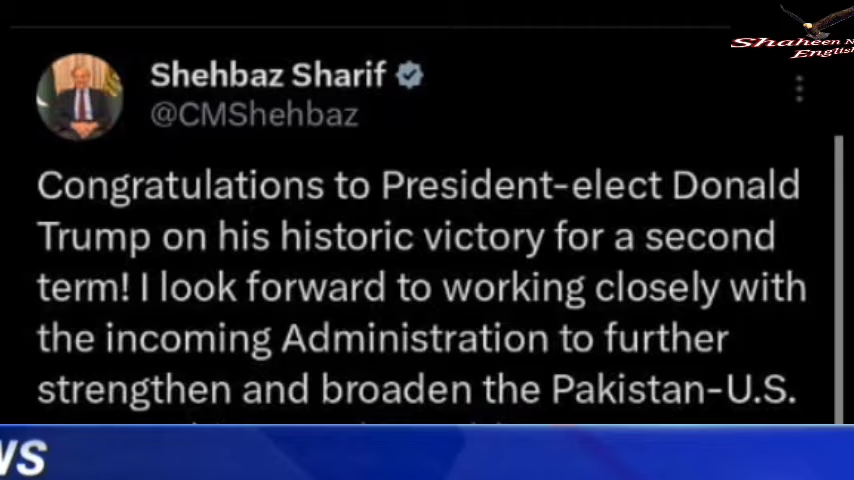 Shaheen N
English
Shehbaz Sharif
@CMShehbaz
Congratulations to President-elect Donald
Trump on his historic victory for a second
term! I look forward to working closely with
the incoming Administration to further
strengthen and broaden the Pakistan-U.S.
WS